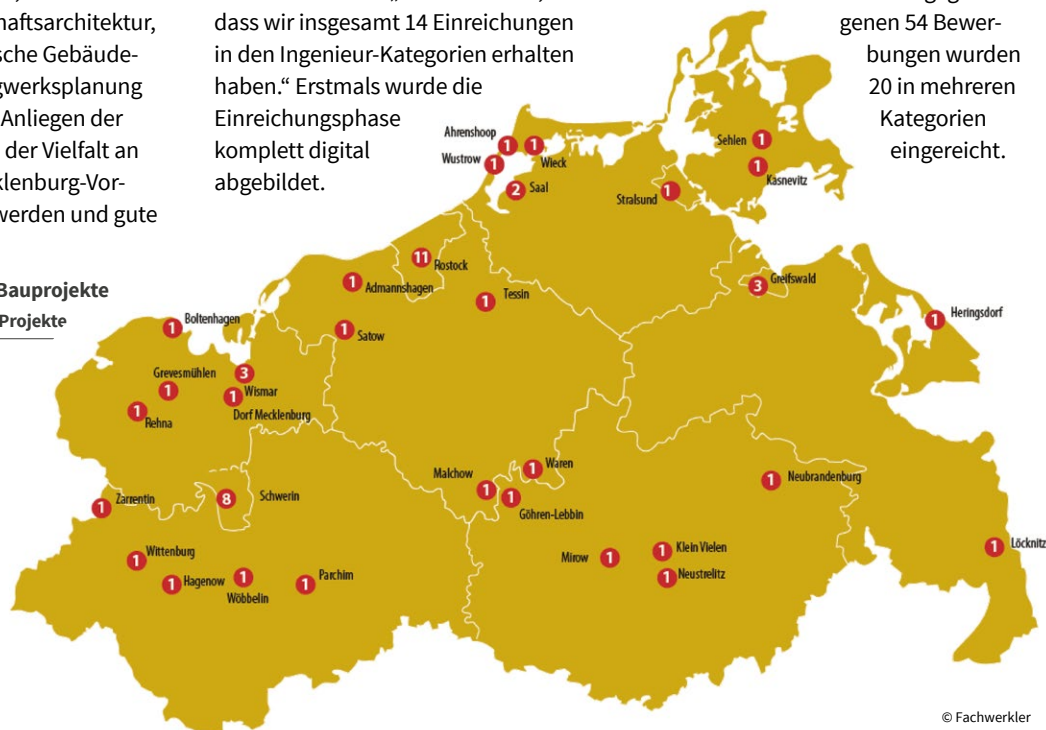 haftsarchitektur,
sche Gebäude-
gwerksplanung
Anliegen der
der Vielfalt an
klenburg-Vor-
werden und gute
dass wir insgesamt 14 Einreichungen
in den Ingenieur-Kategorien erhalten
haben.“ Erstmals wurde die
Einreichungsphase
komplett digital
abgebildet.
genen 54 Bewer-
bungen wurden
20 in mehreren
Kategorien
eingereicht.
Bauprojekte
Projekte
Ahrenshoop 1
1 Wieck
Wustrow 1
2 Saal
Sehlen 1
1 Kasnevitz
Stralsund 1
11 Rostock
1 Admannshagen
1 Tessin
3 Greifswald
1 Heringsdorf
1 Boltenhagen
1 Satow
Grevesmühlen 1
3 Wismar
1 Dorf Mecklenburg
1 Rehna
Malchow 1
1 Waren
1 Göhren-Lebbin
1 Neubrandenburg
1 Zarrentin
8 Schwerin
1 Wittenburg
1 Hagenow
1 Wöbbelin
1 Parchim
Mirow 1
1 Klein Vielen
1 Neustrelitz
1 Löcknitz
© Fachwerkler